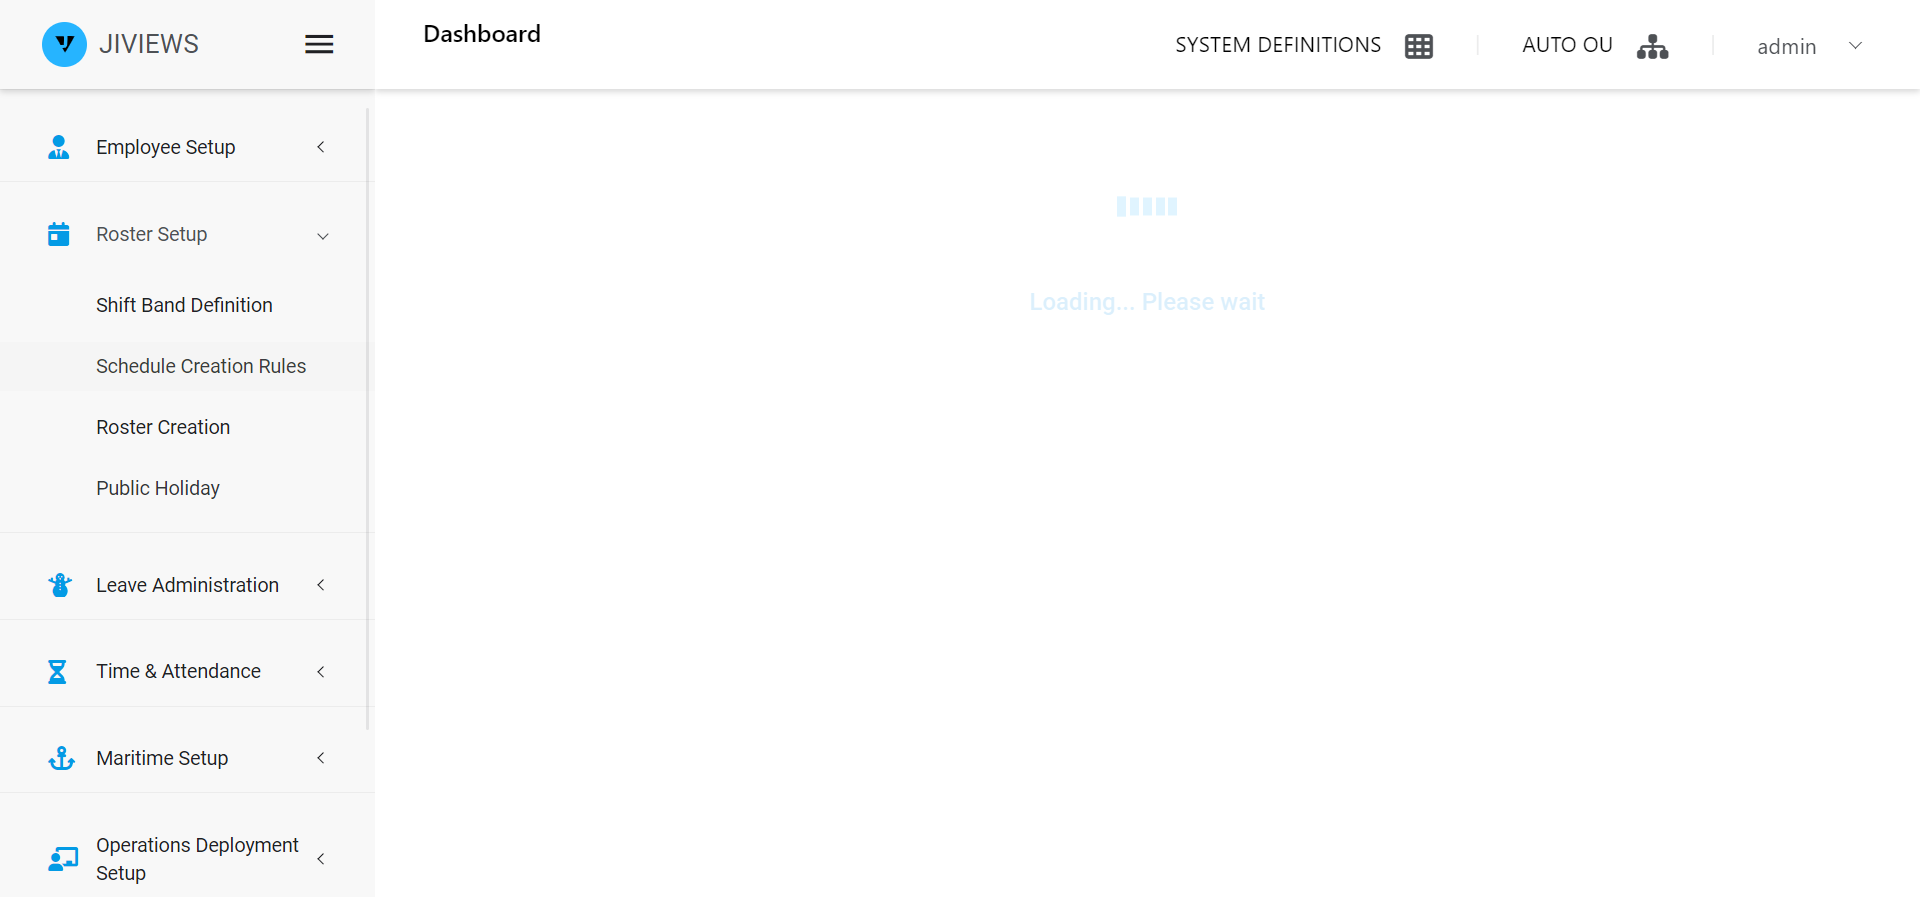 JIVIEWS
Dashboard
SYSTEM DEFINITIONS
AUTO OU
admin
Employee Setup
Roster Setup
Shift Band Definition
Schedule Creation Rules
Roster Creation
Public Holiday
Leave Administration
Time & Attendance
Maritime Setup
Operations Deployment
Setup
Loading... Please wait